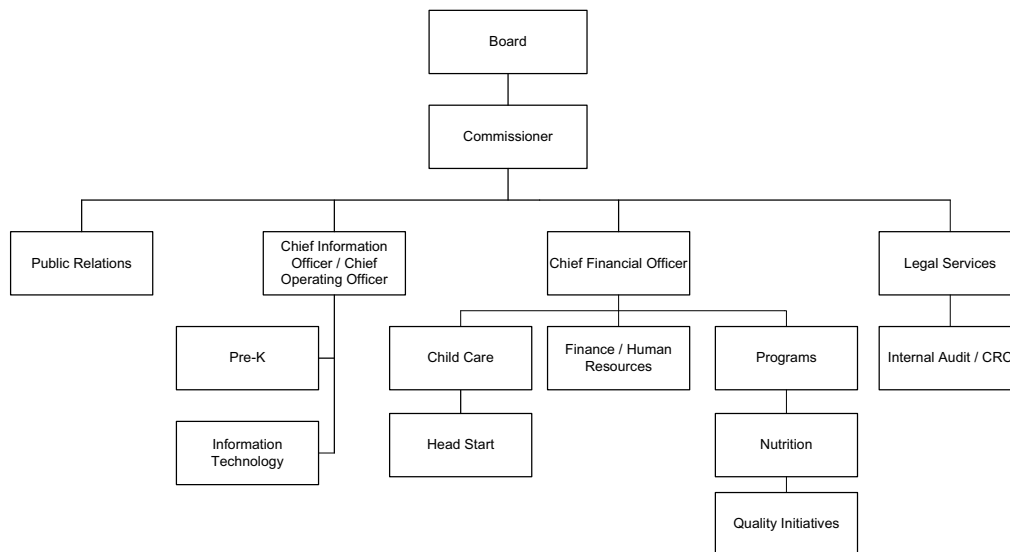 Board
Commissioner
Public Relations
Chief Information
Officer / Chief
Operating Officer
Chief Financial Officer
Legal Services
Pre-K
Child Care
Finance / Human
Resources
Programs
Internal Audit / CRC
Information
Technology
Head Start
Nutrition
Quality Initiatives